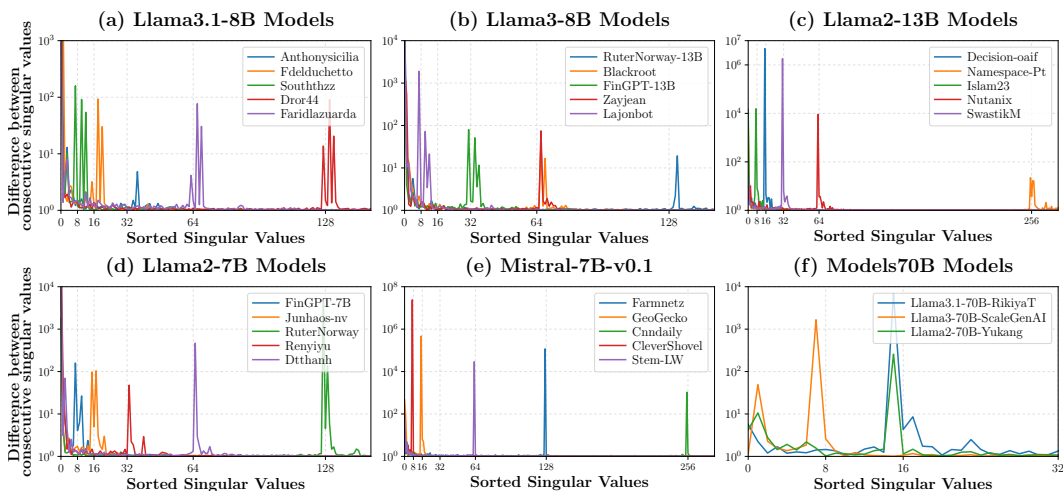 (a) Llama3.1-8B Models
Difference between
consecutive singular values
10^3
10^2
10^1
10^0
0 8 16 32 64 128
Sorted Singular Values
Anthonysicilia
Fdelduchetto
Souththzz
Dror44
Faridlazuarda
(b) Llama3-8B Models
10^4
10^3
10^2
10^1
10^0
0 8 16 32 64 128
Sorted Singular Values
RuterNorway-13B
Blackroot
FinGPT-13B
Zayjean
Lajonbot
(c) Llama2-13B Models
10^7
10^6
10^4
10^2
10^0
0 8 16 32 64 256
Sorted Singular Values
Decision-oaif
Namespace-Pt
Islam23
Nutanix
SwastikM
(d) Llama2-7B Models
Difference between
consecutive singular values
10^4
10^3
10^2
10^1
10^0
0 8 16 32 64 128
Sorted Singular Values
FinGPT-7B
Junhaos-nv
RuterNorway
Renyiyu
Dtthanh
(e) Mistral-7B-v0.1
10^8
10^6
10^4
10^2
10^0
0 8 16 32 64 128 256
Sorted Singular Values
Farmnetz
GeoGecko
Cnndaily
CleverShovel
Stem-LW
(f) Models70B Models
10^4
10^3
10^2
10^1
10^0
0 8 16 32
Sorted Singular Values
Llama3.1-70B-RikiyaT
Llama3-70B-ScaleGenAI
Llama2-70B-Yukang